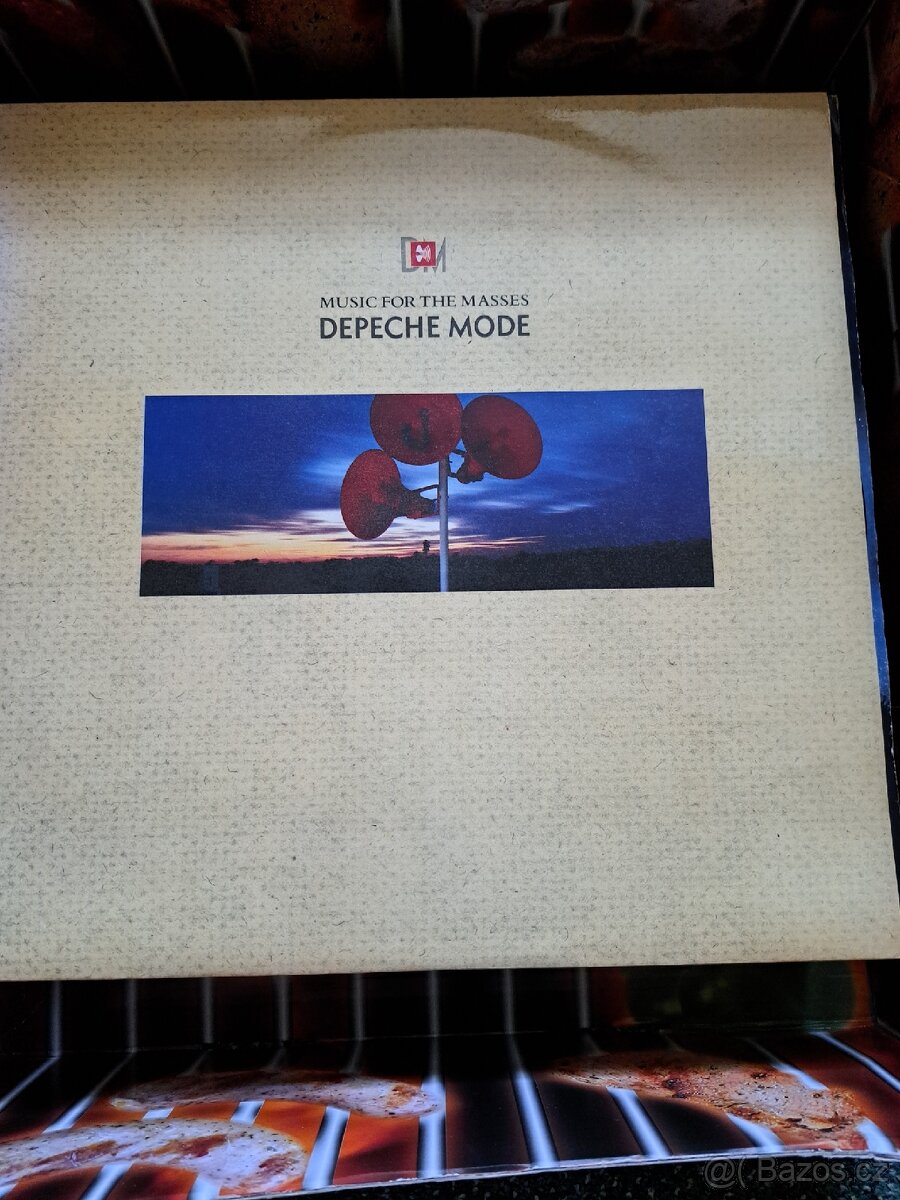 DM
MUSIC FOR THE MASSES
DEPECHE MODE
@( Bazos.cz